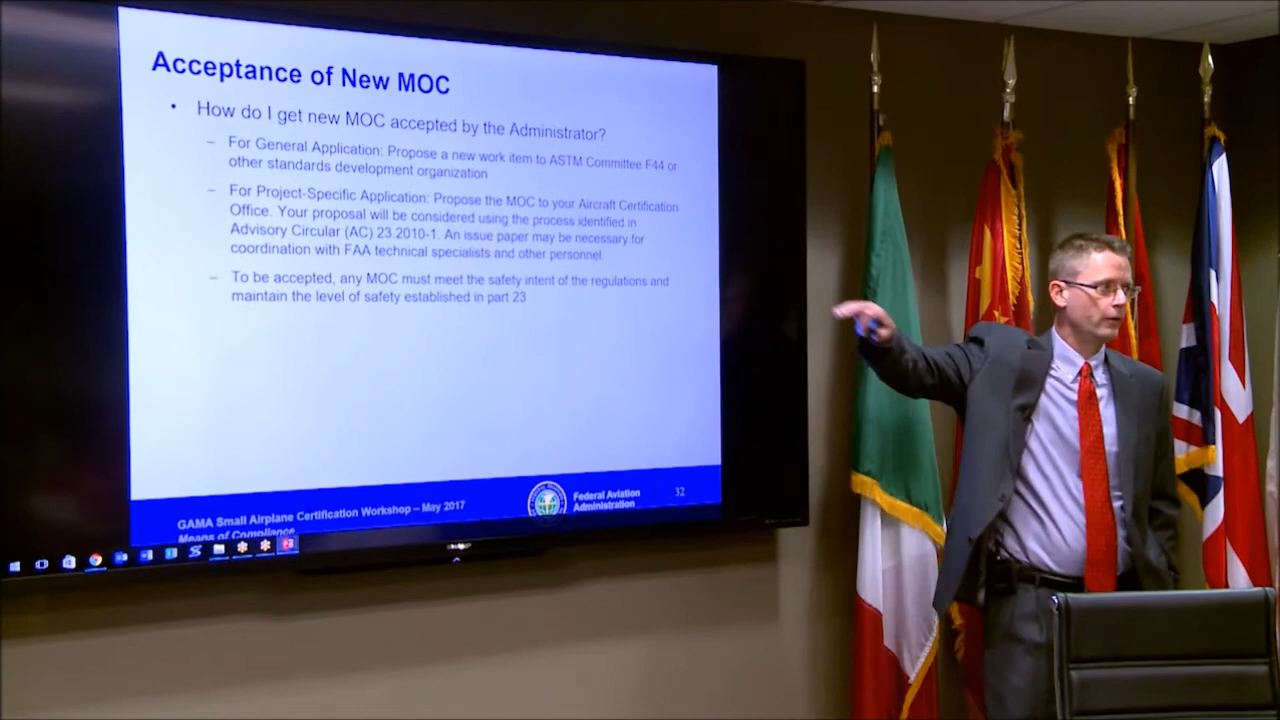 Acceptance of New MOC
• How do I get new MOC accepted by the Administrator?
– For General Application: Propose a new work item to ASTM Committee F44 or
other standards development organization
– For Project-Specific Application: Propose the MOC to your Aircraft Certification
Office. Your proposal will be considered using the process identified in
Advisory Circular (AC) 23.2010-1. An issue paper may be necessary for
coordination with FAA technical specialists and other personnel.
– To be accepted, any MOC must meet the safety intent of the regulations and
maintain the level of safety established in part 23
GAMA Small Airplane Certification Workshop – May 2017
Means of Compliance
Federal Aviation
Administration
32